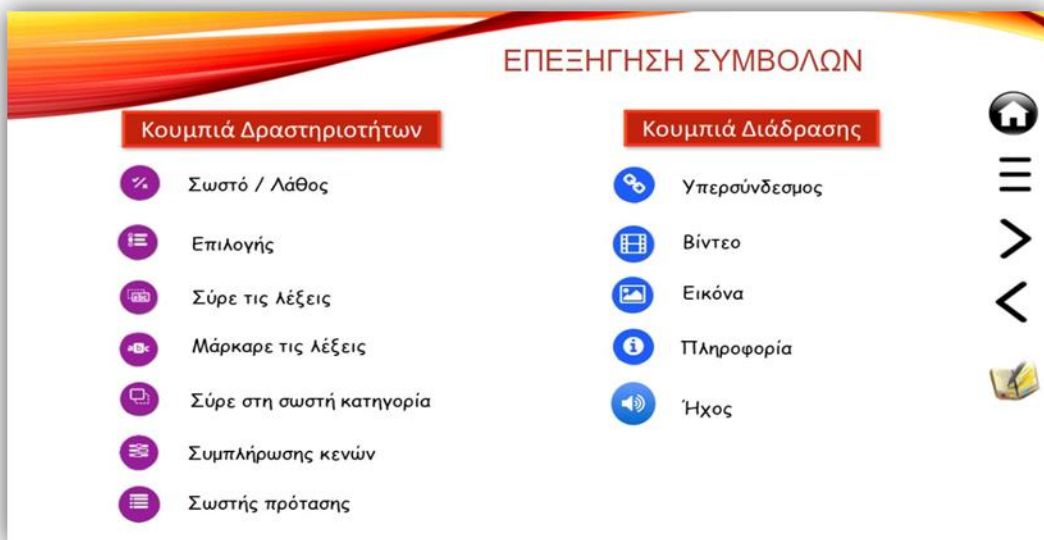 ΕΠΕΞΗΓΗΣΗ ΣΥΜΒΟΛΩΝ
Κουμπιά Δραστηριοτήτων
Σωστό / Λάθος
Επιλογής
Σύρε τις λέξεις
Μάρκαρε τις λέξεις
Σύρε στη σωστή κατηγορία
Συμπλήρωσης κενών
Σωστής πρότασης
Κουμπιά Διάδρασης
Υπερσύνδεσμος
Βίντεο
Εικόνα
Πληροφορία
Ήχος